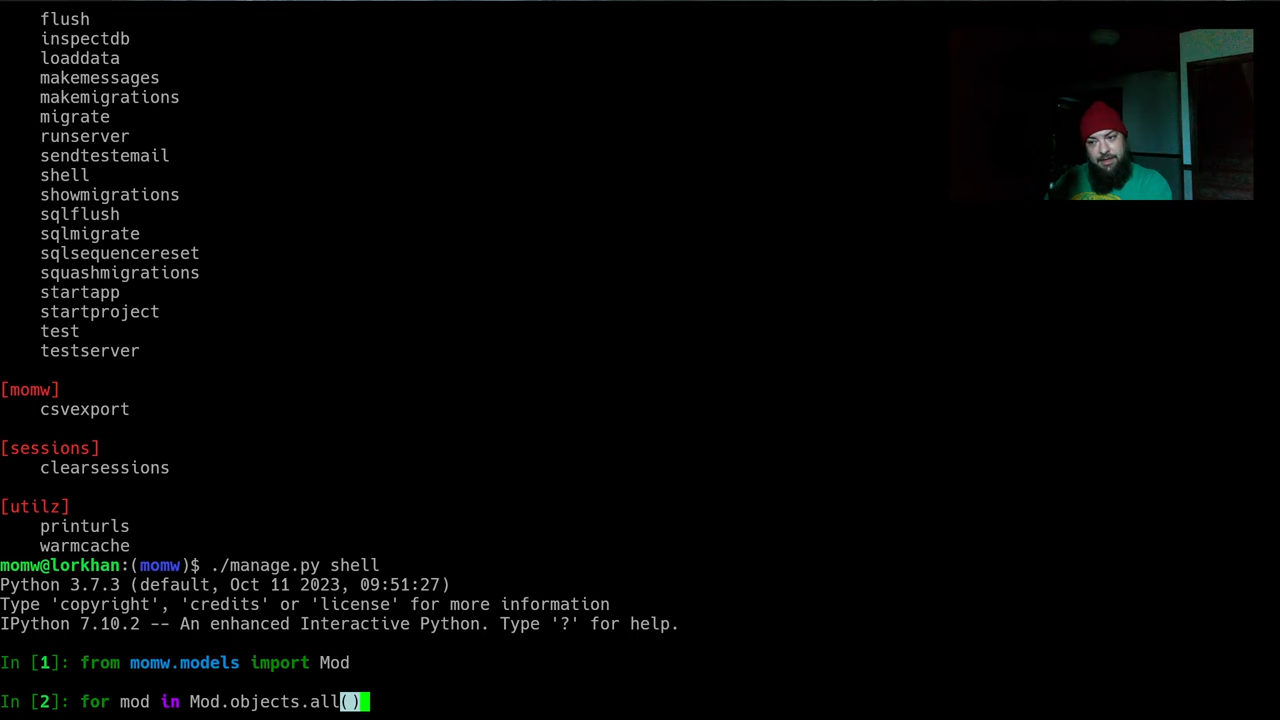 flush
inspectdb
loaddata
makemessages
makemigrations
migrate
runserver
sendtestemail
shell
showmigrations
sqlflush
sqlmigrate
sqlsequencereset
squashmigrations
startapp
startproject
test
testserver
[momw]
csvexport
[sessions]
clearsessions
[utilz]
printurls
warmcache
momw@lorkhan:(momw)$ ./manage.py shell
Python 3.7.3 (default, Oct 11 2023, 09:51:27)
Type 'copyright', 'credits' or 'license' for more information
IPython 7.10.2 -- An enhanced Interactive Python. Type '?' for help.
In [1]: from momw.models import Mod
In [2]: for mod in Mod.objects.all()